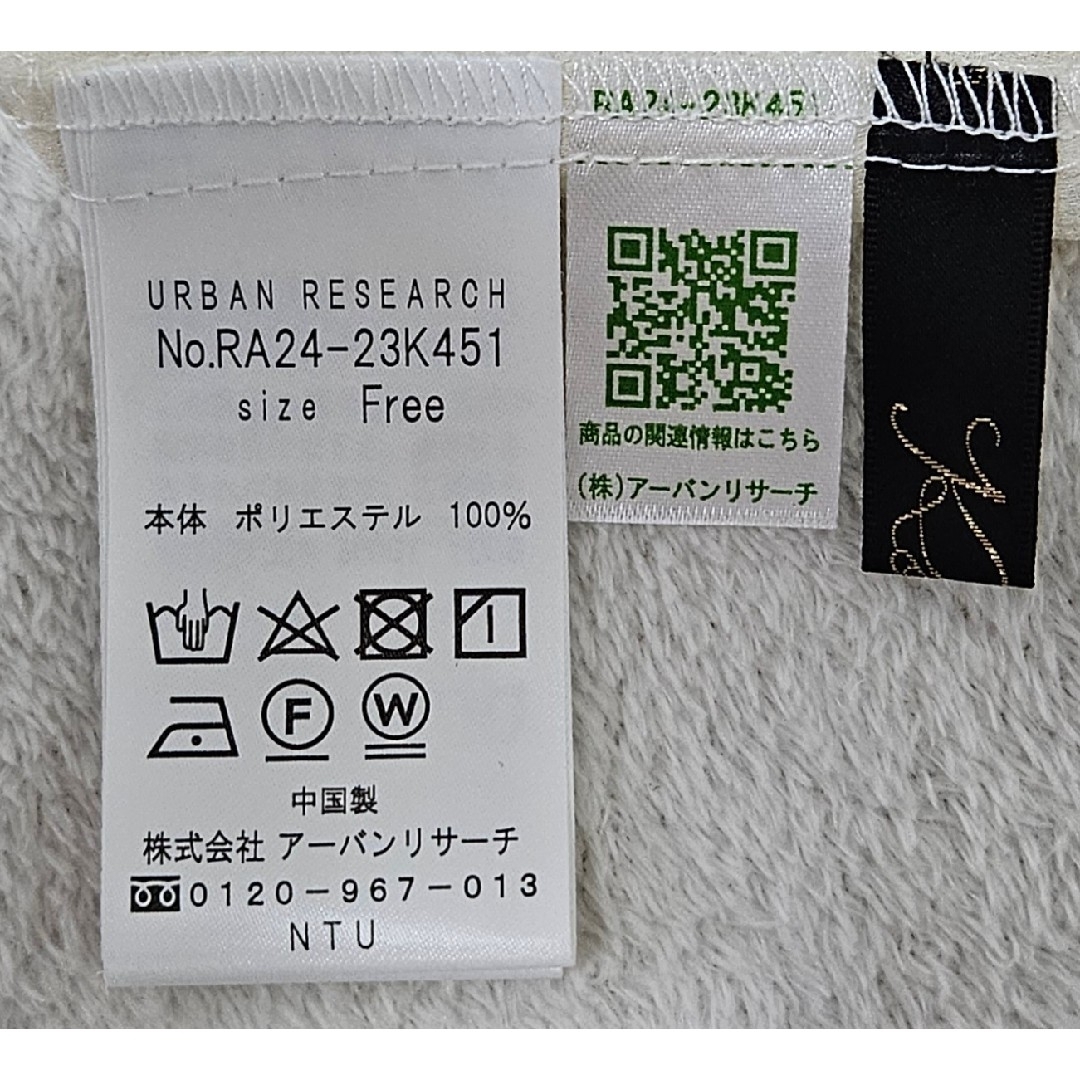 URBAN RESEARCH
No.RA24-23K451
size Free
本体 ポリエステル 100%
F W
中国製
株式会社 アーバンリサーチ
0120-967-013
NTU
RA24-23K451
商品の関連情報はこちら
(株)アーバンリサーチ